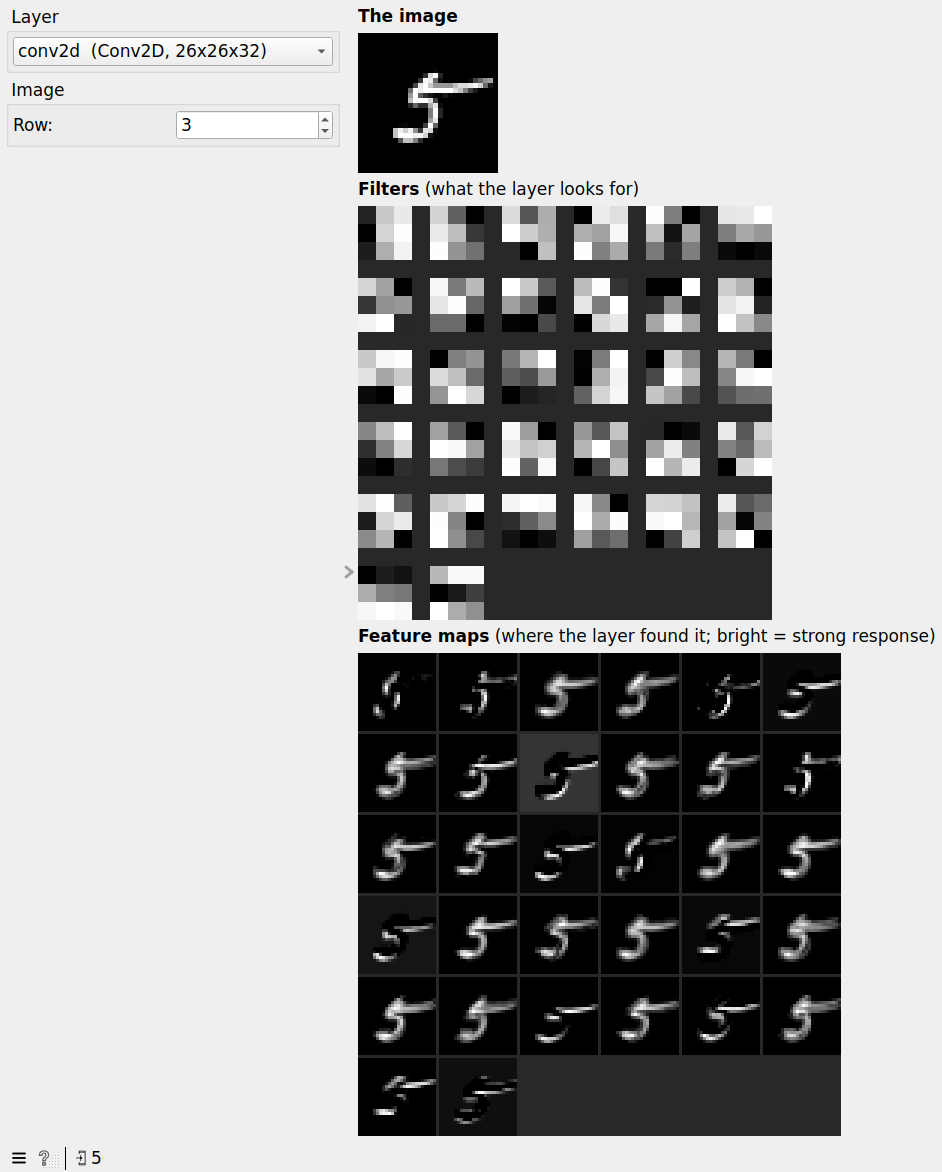 Layer
conv2d  (Conv2D, 26x26x32)
Image
Row: 3
The image
5
Filters (what the layer looks for)
Feature maps (where the layer found it; bright = strong response)
5